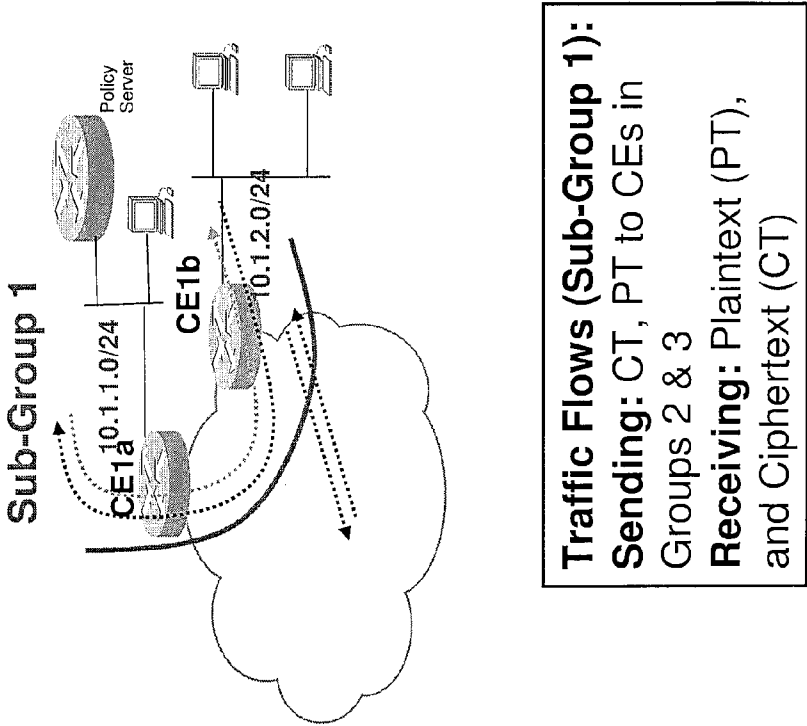 Sub-Group 1
Policy
Server
10.1.1.0/24
CE1a
CE1b
10.1.2.0/24
Traffic Flows (Sub-Group 1):
Sending: CT, PT to CEs in
Groups 2 & 3
Receiving: Plaintext (PT),
and Ciphertext (CT)